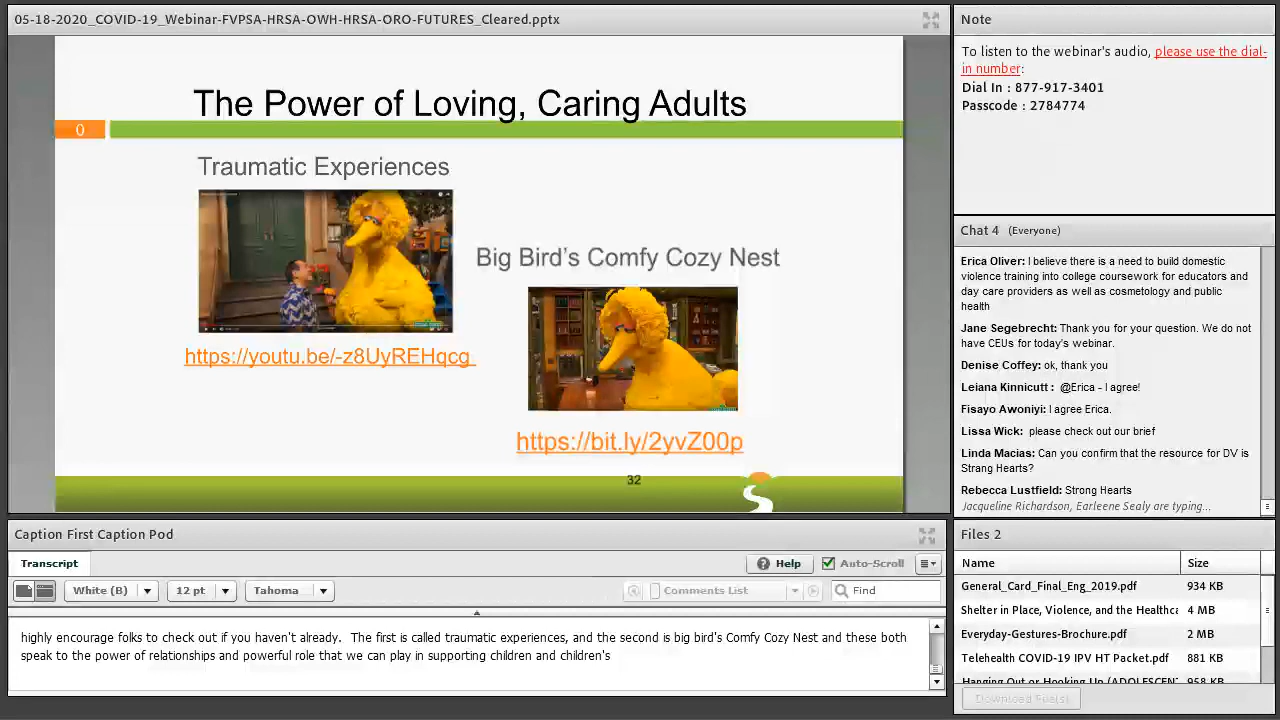 05-18-2020_COVID-19_Webinar-FVPSA-HRSA-OWH-HRSA-ORO-FUTURES_Cleared.pptx
The Power of Loving, Caring Adults
0
Traumatic Experiences
Big Bird’s Comfy Cozy Nest
https://youtu.be/-z8UyREHqcg
https://bit.ly/2yvZ00p
32
Caption First Caption Pod
Transcript
Help
Auto-Scroll
White (B)
12 pt
Tahoma
Comments List
Find
highly encourage folks to check out if you haven't already.  The first is called traumatic experiences, and the second is big bird's Comfy Cozy Nest and these both
speak to the power of relationships and powerful role that we can play in supporting children and children's
Note
To listen to the webinar's audio, please use the dial-
in number:
Dial In : 877-917-3401
Passcode : 2784774
Chat 4 (Everyone)
Erica Oliver: I believe there is a need to build domestic
violence training into college coursework for educators and
day care providers as well as cosmetology and public
health
Jane Segebrecht: Thank you for your question. We do not
have CEUs for today's webinar.
Denise Coffey: ok, thank you
Leiana Kinnicutt : @Erica - I agree!
Fisayo Awoniyi: I agree Erica.
Lissa Wick: please check out our brief
Linda Macias: Can you confirm that the resource for DV is
Strang Hearts?
Rebecca Lustfield: Strong Hearts
Jacqueline Richardson, Earleene Sealy are typing...
Files 2
Name Size
General_Card_Final_Eng_2019.pdf 934 KB
Shelter in Place, Violence, and the Healthca 4 MB
Everyday-Gestures-Brochure.pdf 2 MB
Telehealth COVID-19 IPV HT Packet.pdf 881 KB
Hanging Out or Hooking Up (ADOLESCEN 958 KB
Download File(s)